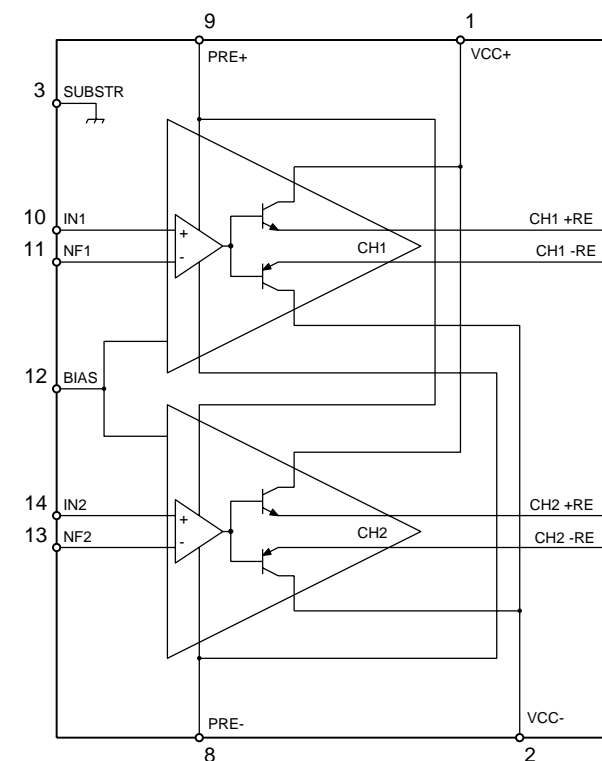 9
1
PRE+
VCC+
3
SUBSTR
10
IN1
+
CH1 +RE
11
NF1
-
CH1
CH1 -RE
12
BIAS
14
IN2
+
CH2 +RE
13
NF2
-
CH2
CH2 -RE
PRE-
VCC-
8
2